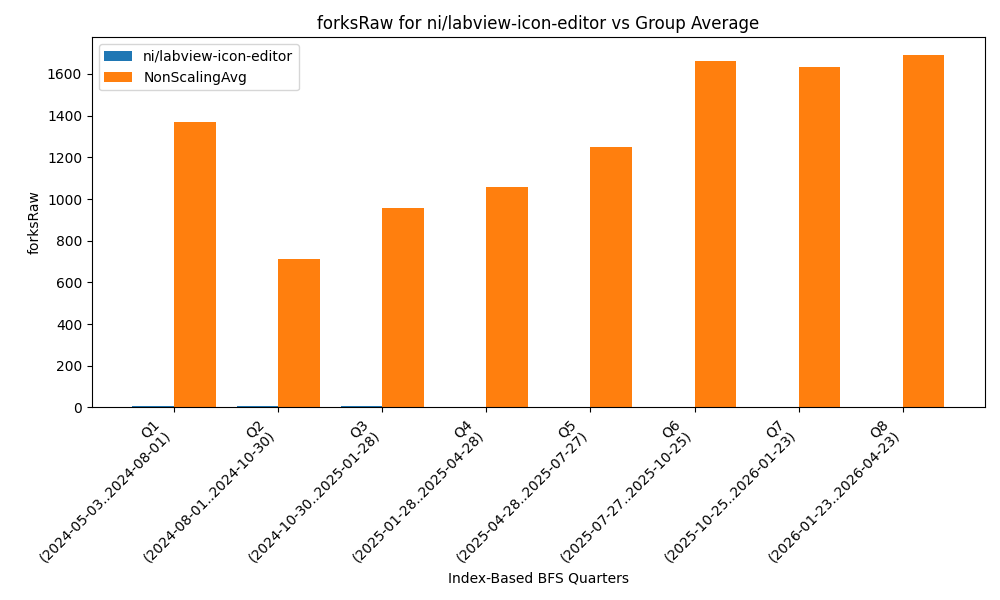 forksRaw for ni/labview-icon-editor vs Group Average
ni/labview-icon-editor
NonScalingAvg
forksRaw
1600
1400
1200
1000
800
600
400
200
0
Q1
(2024-05-03..2024-08-01)
Q2
(2024-08-01..2024-10-30)
Q3
(2024-10-30..2025-01-28)
Q4
(2025-01-28..2025-04-28)
Q5
(2025-04-28..2025-07-27)
Q6
(2025-07-27..2025-10-25)
Q7
(2025-10-25..2026-01-23)
Q8
(2026-01-23..2026-04-23)
Index-Based BFS Quarters